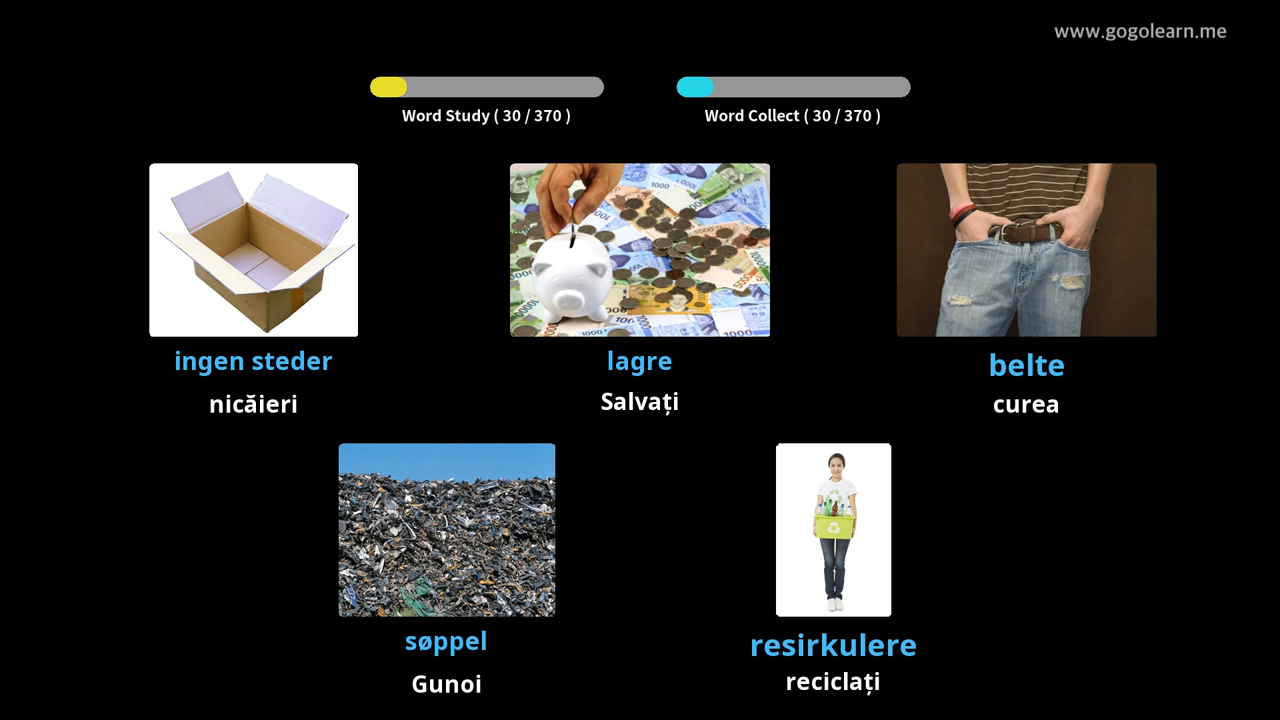 www.gogolearn.me
Word Study ( 30 / 370 )
Word Collect ( 30 / 370 )
ingen steder
nicăieri
lagre
Salvați
belte
curea
søppel
Gunoi
resirkulere
reciclați